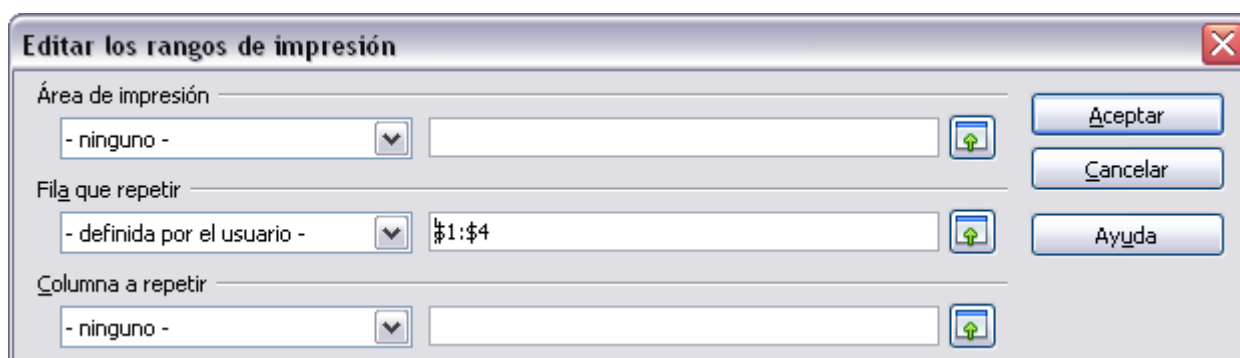 Editar los rangos de impresión
Área de impresión
- ninguno -
Aceptar
Cancelar
Fila que repetir
- definida por el usuario -
$1:$4
Ayuda
Columna a repetir
- ninguno -